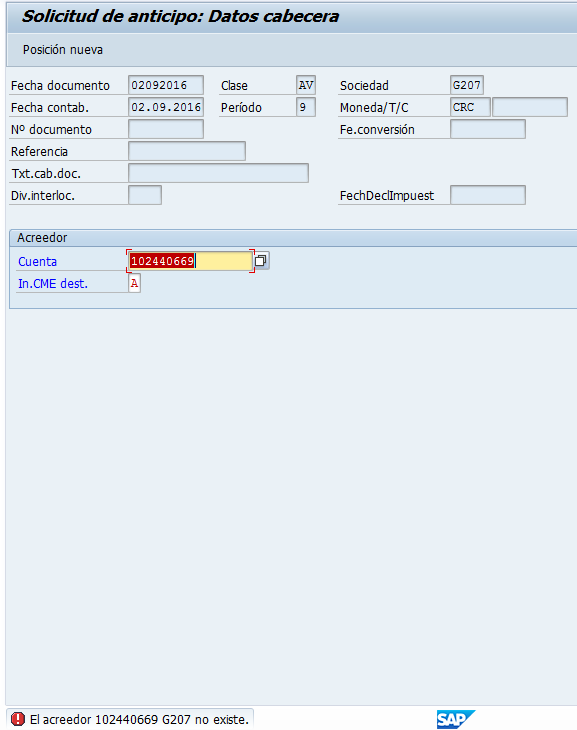 Solicitud de anticipo: Datos cabecera
Posición nueva
Fecha documento 02092016 Clase AV Sociedad G207
Fecha contab. 02.09.2016 Período 9 Moneda/T/C CRC
Nº documento Fe.conversión
Referencia
Txt.cab.doc.
Div.interloc. FechDeclImpuest
Acreedor
Cuenta 102440669
In.CME dest. A
El acreedor 102440669 G207 no existe.
SAP